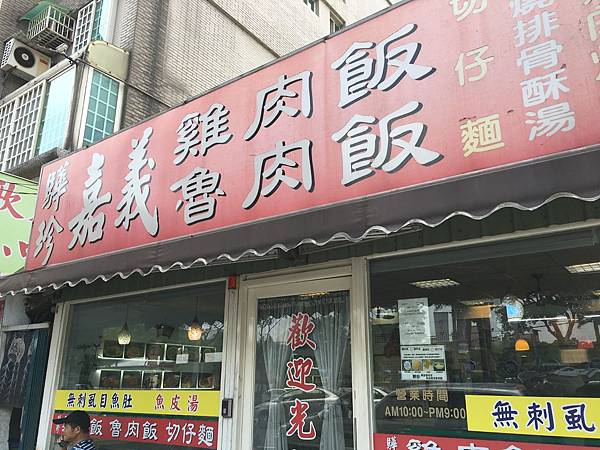 驊珍
嘉義
雞肉飯
魯肉飯
切仔麵
燒排骨酥湯
歡迎光
營業時間
AM10:00~PM9:00
無刺虱目魚肚 魚皮湯
飯 魯肉飯 切仔麵
無刺虱